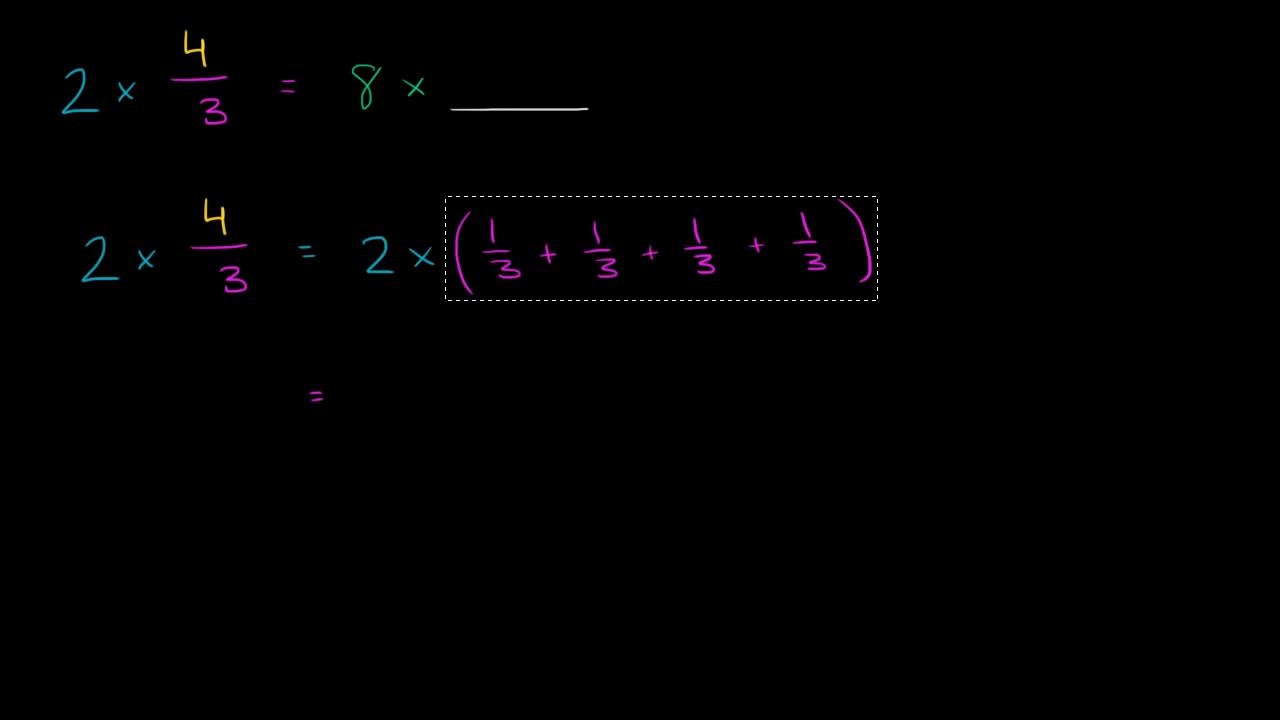 2 × 4/3 = 8 × ____
2 × 4/3 = 2 × (1/3 + 1/3 + 1/3 + 1/3)
=